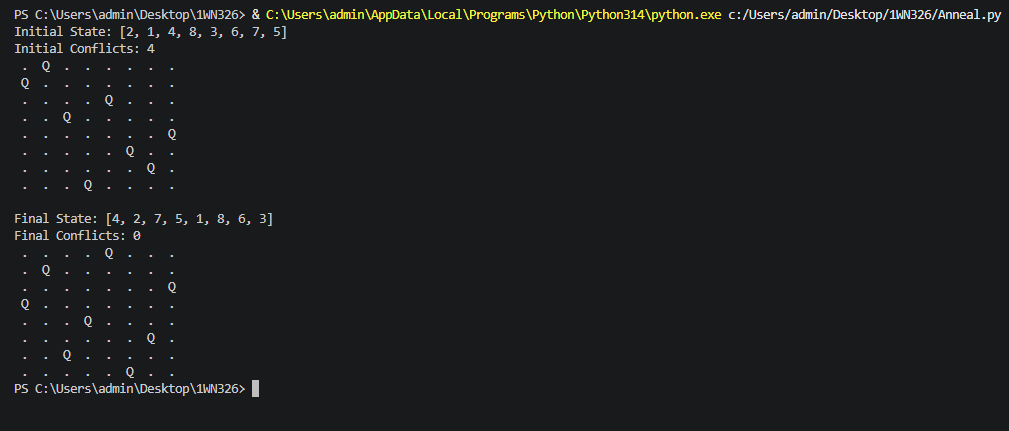 PS C:\Users\admin\Desktop\1WN326> & C:\Users\admin\AppData\Local\Programs\Python\Python314\python.exe c:/Users/admin/Desktop/1WN326/Anneal.py
Initial State: [2, 1, 4, 8, 3, 6, 7, 5]
Initial Conflicts: 4
. Q . . . . . .
Q . . . . . . .
. . . . Q . . .
. . Q . . . . .
. . . . . . . Q
. . . . . Q . .
. . . . . . Q .
. . . Q . . . .
Final State: [4, 2, 7, 5, 1, 8, 6, 3]
Final Conflicts: 0
. . . . Q . . .
. Q . . . . . .
. . . . . . . Q
Q . . . . . . .
. . . Q . . . .
. . . . . . Q .
. . Q . . . . .
. . . . . Q . .
PS C:\Users\admin\Desktop\1WN326>